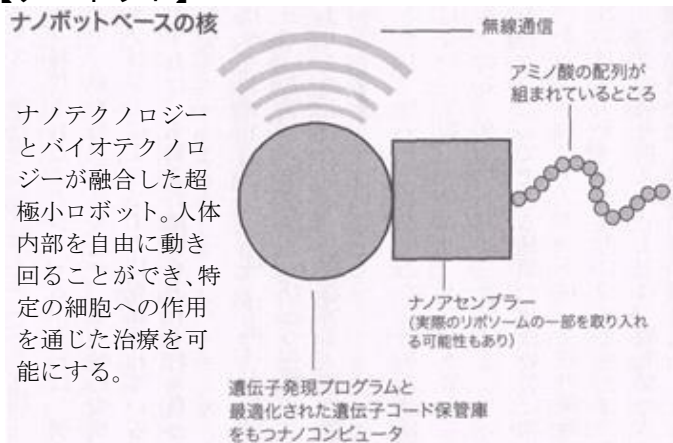 ナノボットベースの核
無線通信
アミノ酸の配列が
組まれているところ
ナノテクノロジー
とバイオテクノロ
ジーが融合した超
極小ロボット。人体
内部を自由に動き
回ることができ、特
定の細胞への作用
を通じた治療を可
能にする。
ナノアセンブラー
(実際のリボソームの一部を取り入れ
る可能性もあり)
遺伝子発現プログラムと
最適化された遺伝子コード保管庫
をもつナノコンピュータ